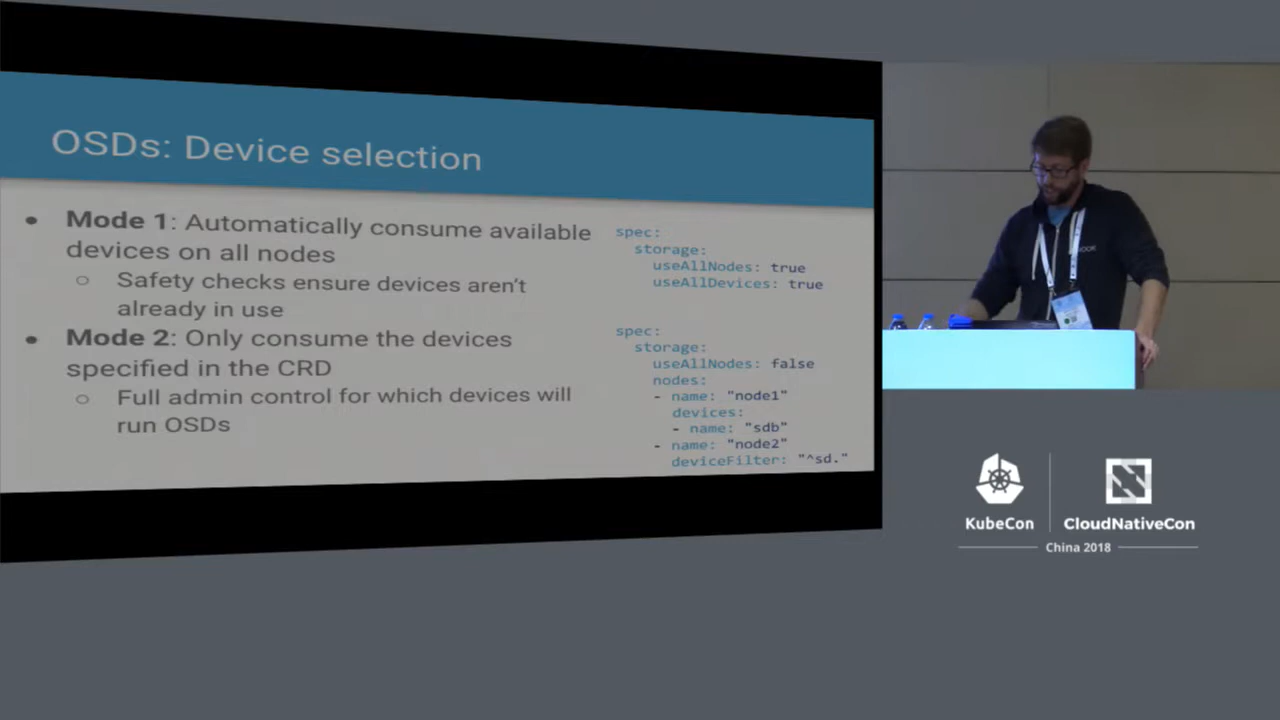 OSDs: Device selection
● Mode 1: Automatically consume available
devices on all nodes
○ Safety checks ensure devices aren't
already in use
● Mode 2: Only consume the devices
specified in the CRD
○ Full admin control for which devices will
run OSDs
spec:
storage:
useAllNodes: true
useAllDevices: true
spec:
storage:
useAllNodes: false
nodes:
- name: "node1"
devices:
- name: "sdb"
- name: "node2"
deviceFilter: "^sd."
KubeCon
CloudNativeCon
China 2018